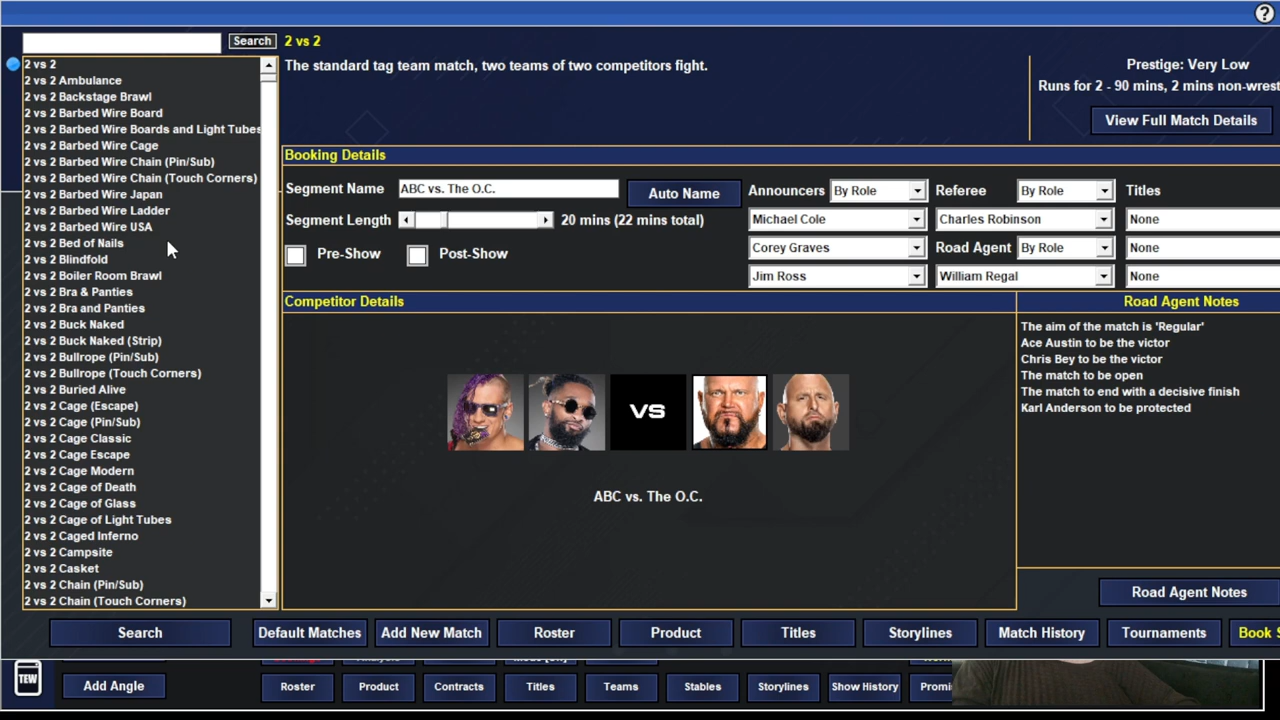 ?
Search
2 vs 2
2 vs 2 Ambulance
2 vs 2 Backstage Brawl
2 vs 2 Barbed Wire Board
2 vs 2 Barbed Wire Boards and Light Tubes
2 vs 2 Barbed Wire Cage
2 vs 2 Barbed Wire Chain (Pin/Sub)
2 vs 2 Barbed Wire Chain (Touch Corners)
2 vs 2 Barbed Wire Japan
2 vs 2 Barbed Wire Ladder
2 vs 2 Barbed Wire USA
2 vs 2 Bed of Nails
2 vs 2 Blindfold
2 vs 2 Boiler Room Brawl
2 vs 2 Bra & Panties
2 vs 2 Bra and Panties
2 vs 2 Buck Naked
2 vs 2 Buck Naked (Strip)
2 vs 2 Bullrope (Pin/Sub)
2 vs 2 Bullrope (Touch Corners)
2 vs 2 Buried Alive
2 vs 2 Cage (Escape)
2 vs 2 Cage (Pin/Sub)
2 vs 2 Cage Classic
2 vs 2 Cage Escape
2 vs 2 Cage Modern
2 vs 2 Cage of Death
2 vs 2 Cage of Glass
2 vs 2 Cage of Light Tubes
2 vs 2 Caged Inferno
2 vs 2 Campsite
2 vs 2 Casket
2 vs 2 Chain (Pin/Sub)
2 vs 2 Chain (Touch Corners)
2 vs 2
The standard tag team match, two teams of two competitors fight.
Prestige: Very Low
Runs for 2 - 90 mins, 2 mins non-wrest
View Full Match Details
Booking Details
Segment Name ABC vs. The O.C. Auto Name
Segment Length 20 mins (22 mins total)
Pre-Show Post-Show
Announcers By Role
Michael Cole
Corey Graves
Jim Ross
Referee By Role
Charles Robinson
Road Agent By Role
William Regal
Titles
None
None
None
Competitor Details
VS
ABC vs. The O.C.
Road Agent Notes
The aim of the match is 'Regular'
Ace Austin to be the victor
Chris Bey to be the victor
The match to be open
The match to end with a decisive finish
Karl Anderson to be protected
Road Agent Notes
Search Default Matches Add New Match Roster Product Titles Storylines Match History Tournaments Book S
TEW Add Angle Roster Product Contracts Titles Teams Stables Storylines Show History Promi